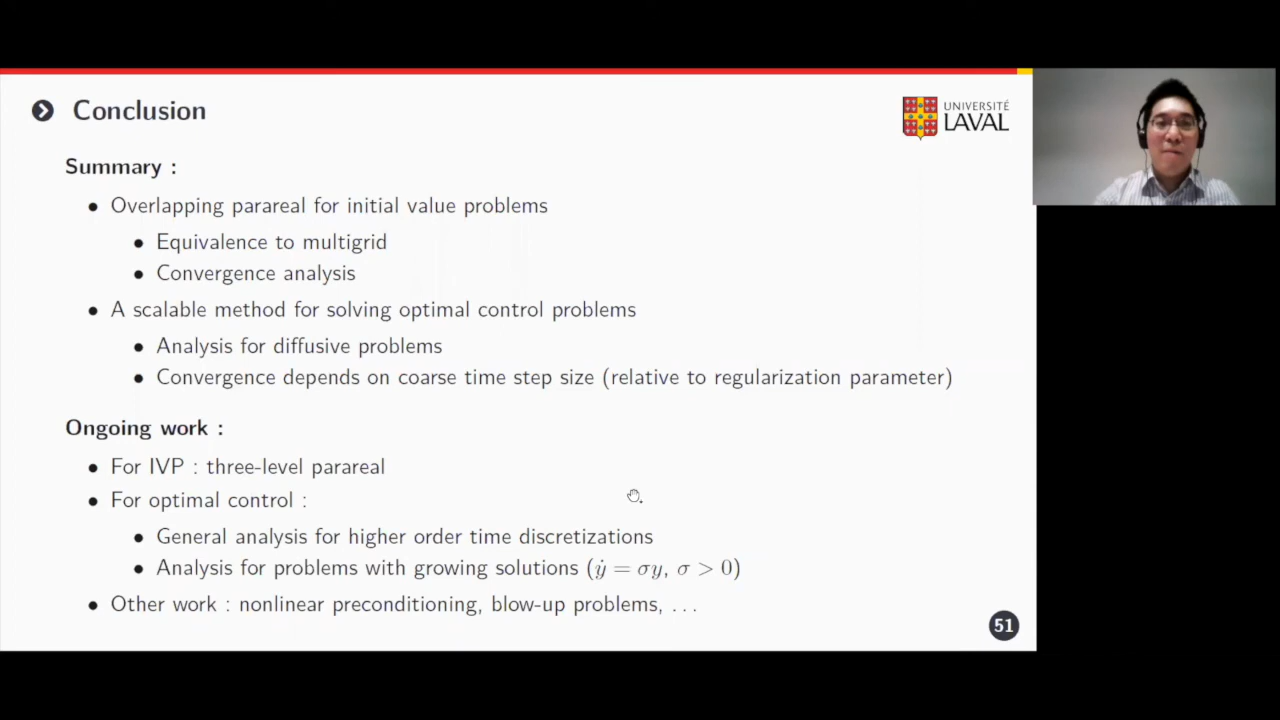 Conclusion
UNIVERSITÉ
LAVAL
Summary :
• Overlapping parareal for initial value problems
• Equivalence to multigrid
• Convergence analysis
• A scalable method for solving optimal control problems
• Analysis for diffusive problems
• Convergence depends on coarse time step size (relative to regularization parameter)
Ongoing work :
• For IVP : three-level parareal
• For optimal control :
• General analysis for higher order time discretizations
• Analysis for problems with growing solutions (ẏ = σy, σ > 0)
• Other work : nonlinear preconditioning, blow-up problems, . . .
51